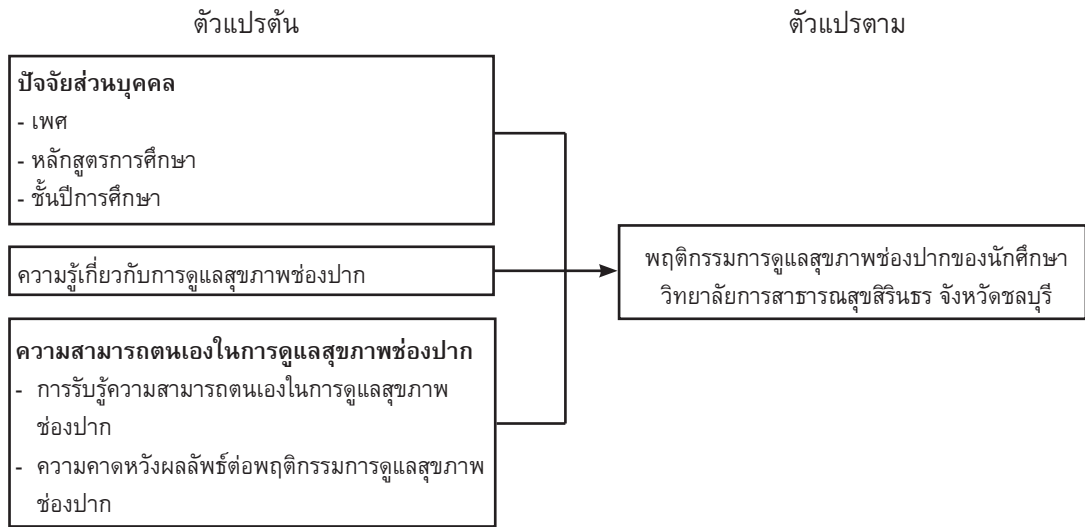 ตัวแปรต้น
ปัจจัยส่วนบุคคล
- เพศ
- หลักสูตรการศึกษา
- ชั้นปีการศึกษา
ความรู้เกี่ยวกับการดูแลสุขภาพช่องปาก
ความสามารถตนเองในการดูแลสุขภาพช่องปาก
- การรับรู้ความสามารถตนเองในการดูแลสุขภาพ
ช่องปาก
- ความคาดหวังผลลัพธ์ต่อพฤติกรรมการดูแลสุขภาพ
ช่องปาก
ตัวแปรตาม
พฤติกรรมการดูแลสุขภาพช่องปากของนักศึกษา
วิทยาลัยการสาธารณสุขสิรินธร จังหวัดชลบุรี